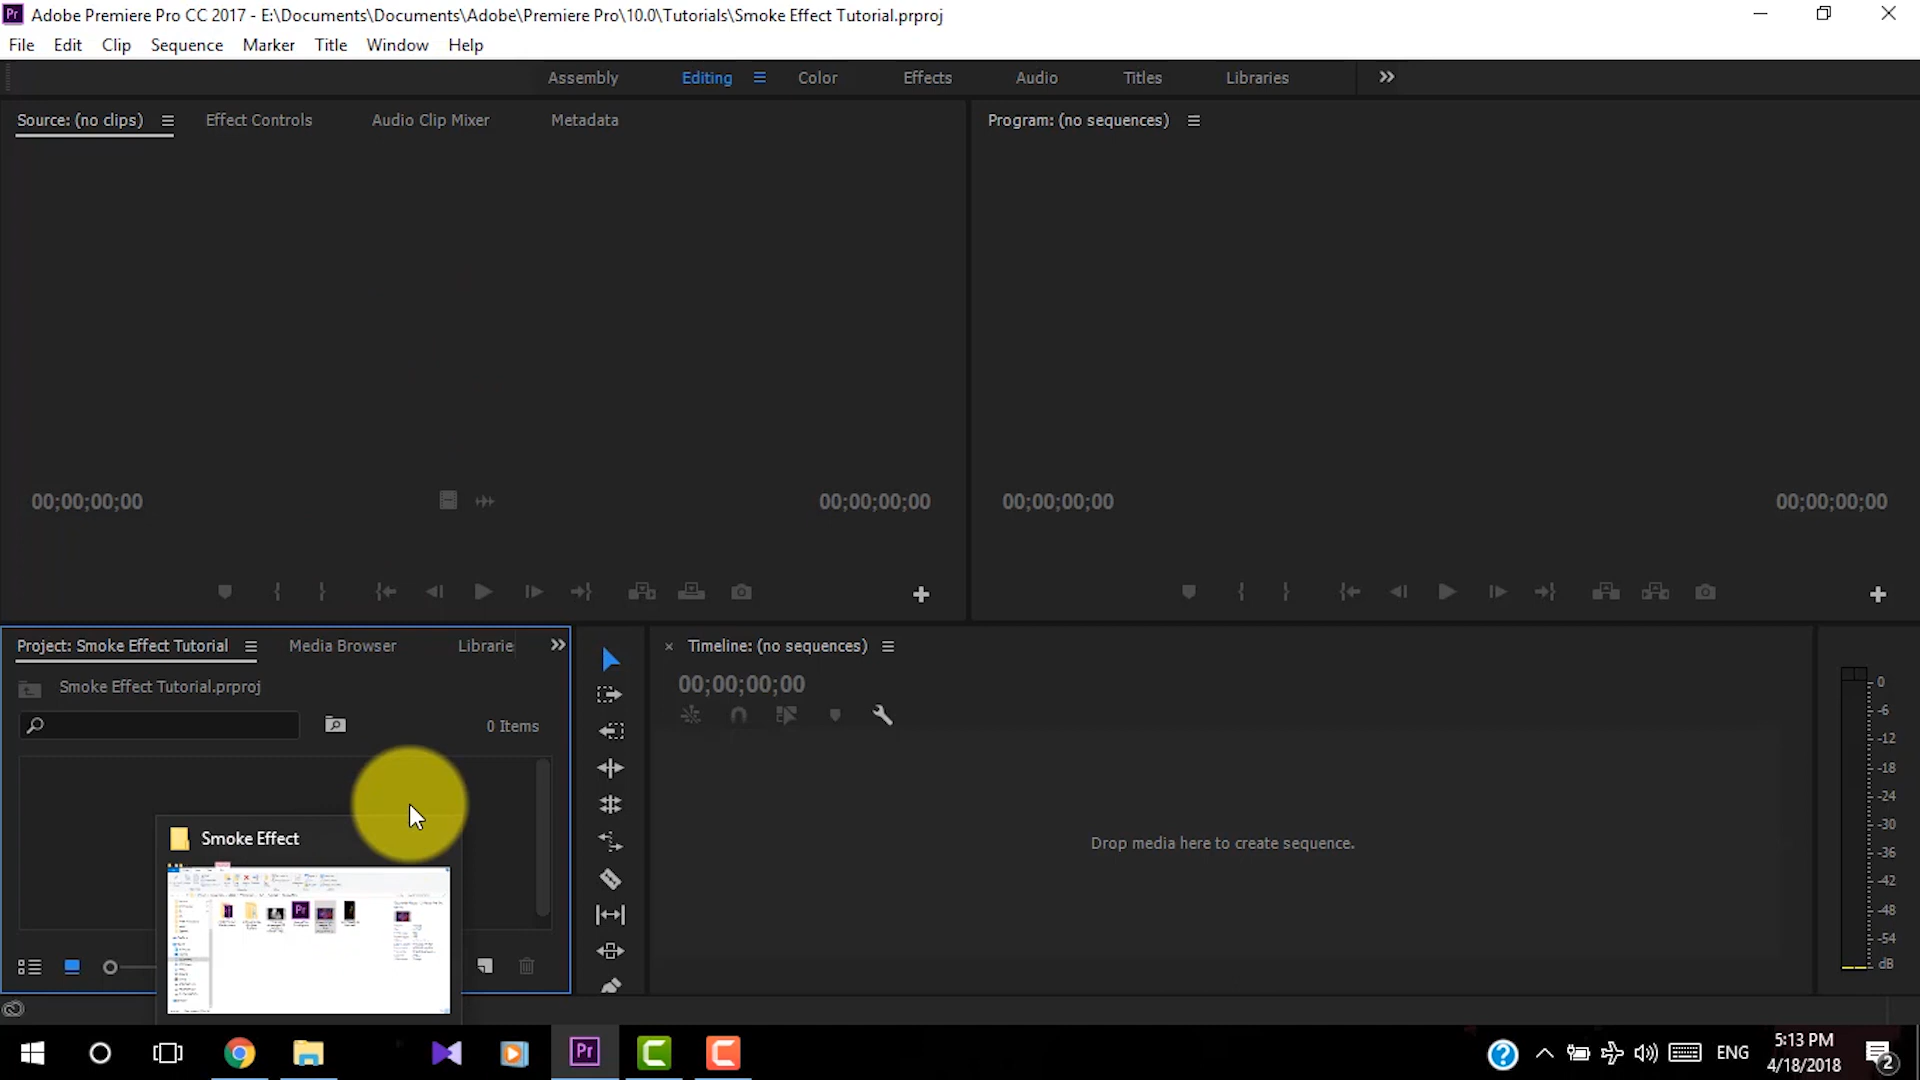 Pr Adobe Premiere Pro CC 2017 - E:\Documents\Documents\Adobe\Premiere Pro\10.0\Tutorials\Smoke Effect Tutorial.prproj
File Edit Clip Sequence Marker Title Window Help
Assembly Editing Color Effects Audio Titles Libraries
Source: (no clips) Effect Controls Audio Clip Mixer Metadata
Program: (no sequences)
00;00;00;00 00;00;00;00
00;00;00;00 00;00;00;00
Project: Smoke Effect Tutorial Media Browser Librarie
Smoke Effect Tutorial.prproj
0 Items
Smoke Effect
Pr
Timeline: (no sequences)
00;00;00;00
Drop media here to create sequence.
0
-6
-12
-18
-24
-30
-36
-42
-48
-54
dB
Pr
ENG
5:13 PM
4/18/2018
2